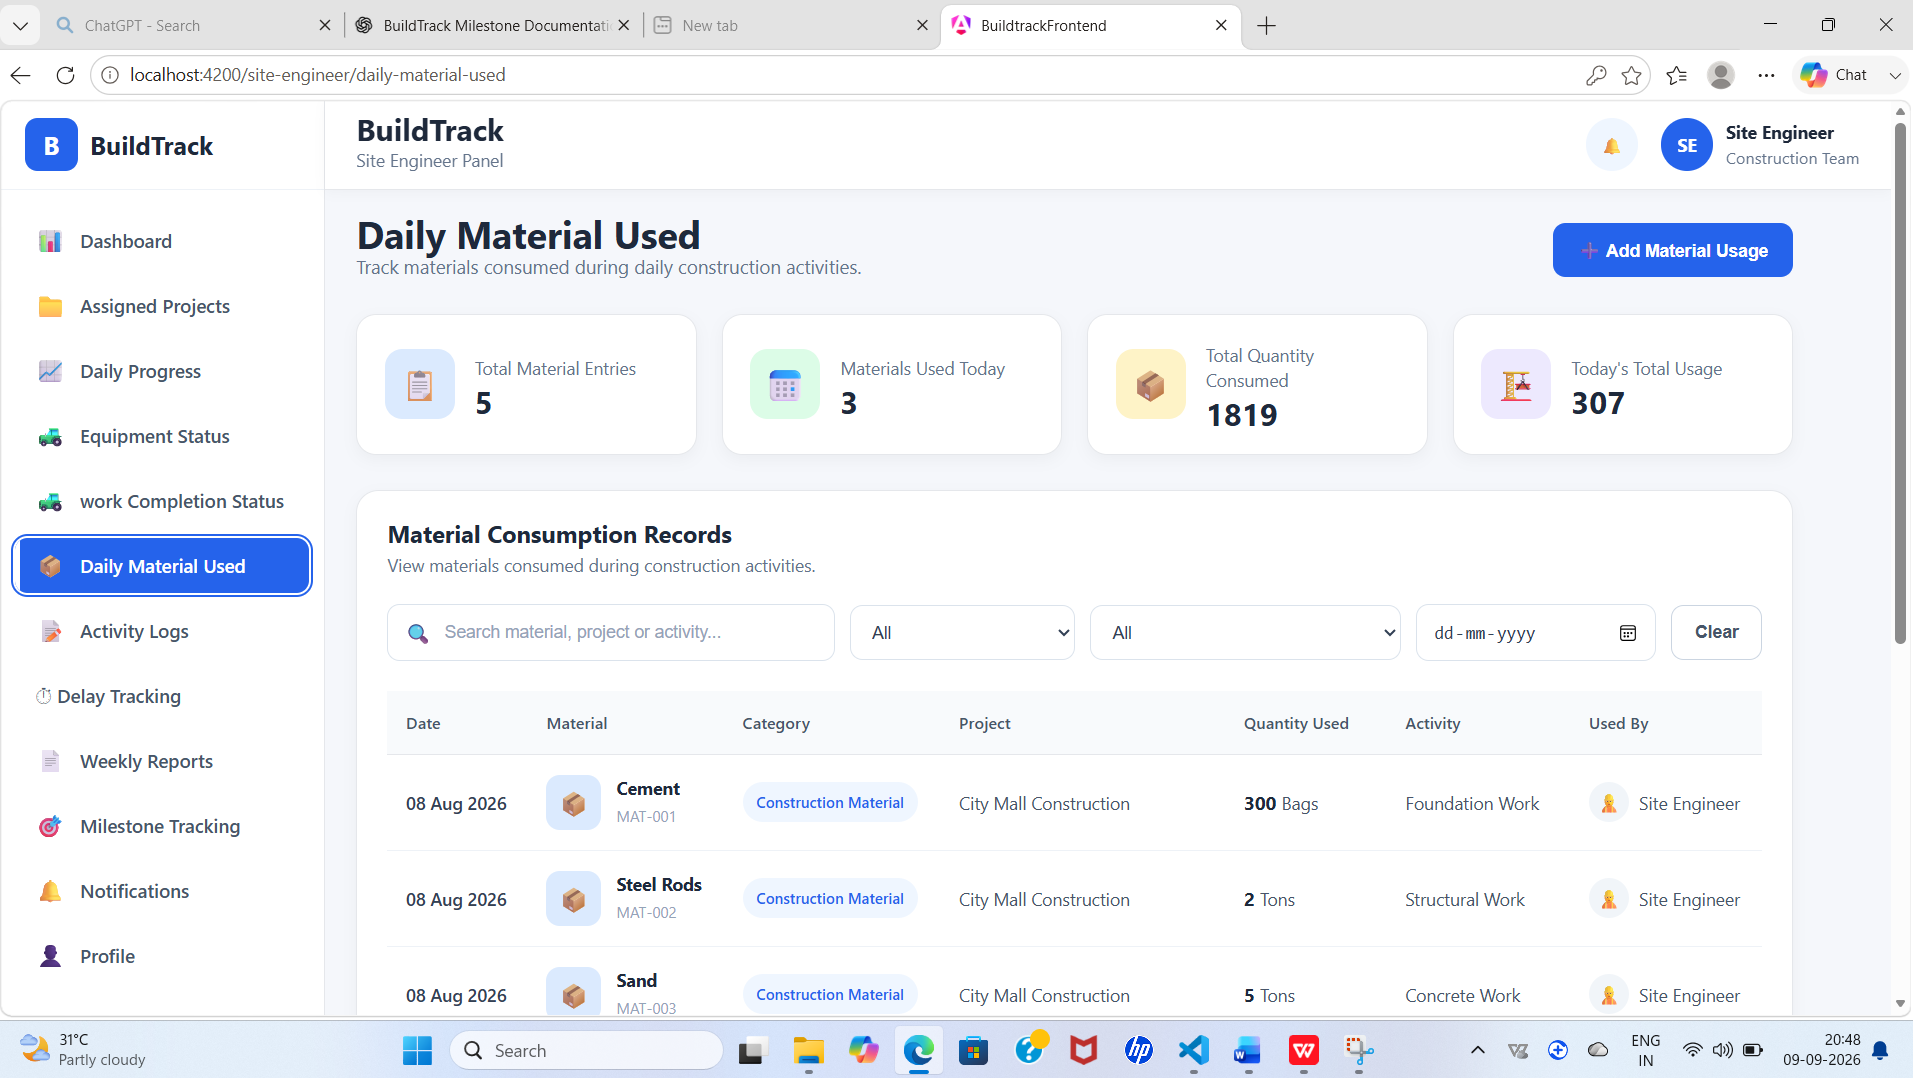 ChatGPT - Search
BuildTrack Milestone Documentati
New tab
BuildtrackFrontend
localhost:4200/site-engineer/daily-material-used
Chat
B
BuildTrack
Dashboard
Assigned Projects
Daily Progress
Equipment Status
work Completion Status
Daily Material Used
Activity Logs
Delay Tracking
Weekly Reports
Milestone Tracking
Notifications
Profile
BuildTrack
Site Engineer Panel
SE
Site Engineer
Construction Team
Daily Material Used
Track materials consumed during daily construction activities.
Add Material Usage
Total Material Entries
5
Materials Used Today
3
Total Quantity
Consumed
1819
Today's Total Usage
307
Material Consumption Records
View materials consumed during construction activities.
Search material, project or activity...
All
All
dd-mm-yyyy
Clear
Date Material Category Project Quantity Used Activity Used By
08 Aug 2026 Cement MAT-001 Construction Material City Mall Construction 300 Bags Foundation Work Site Engineer
08 Aug 2026 Steel Rods MAT-002 Construction Material City Mall Construction 2 Tons Structural Work Site Engineer
08 Aug 2026 Sand MAT-003 Construction Material City Mall Construction 5 Tons Concrete Work Site Engineer
31°C
Partly cloudy
Search
hp
W
W
ENG
IN
20:48
09-09-2026